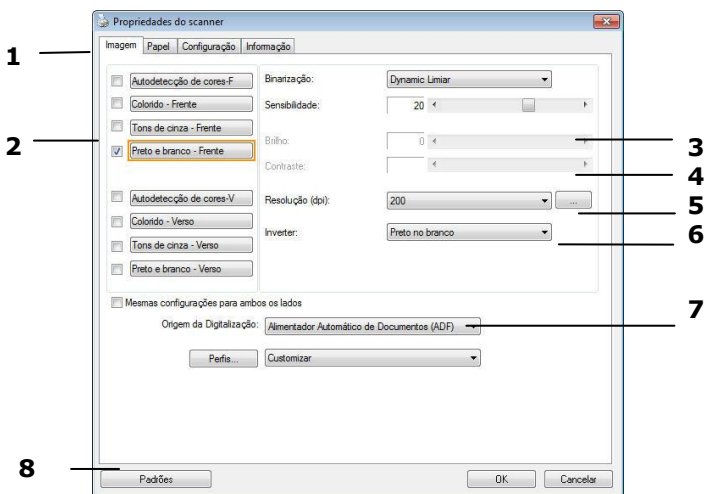 Propriedades do scanner
1
Imagem Papel Configuração Informação
Autodetecção de cores-F Binarização: Dynamic Limiar
Colorido - Frente Sensibilidade: 20
Tons de cinza - Frente
2
Preto e branco - Frente Brilho: 0
3
Contraste:
4
Autodetecção de cores-V Resolução (dpi): 200 ...
5
Colorido - Verso
Inverter: Preto no branco
6
Tons de cinza - Verso
Preto e branco - Verso
Mesmas configurações para ambos os lados
7
Origem da Digitalização: Alimentador Automático de Documentos (ADF)
Perfis... Customizar
8
Padrões OK Cancelar